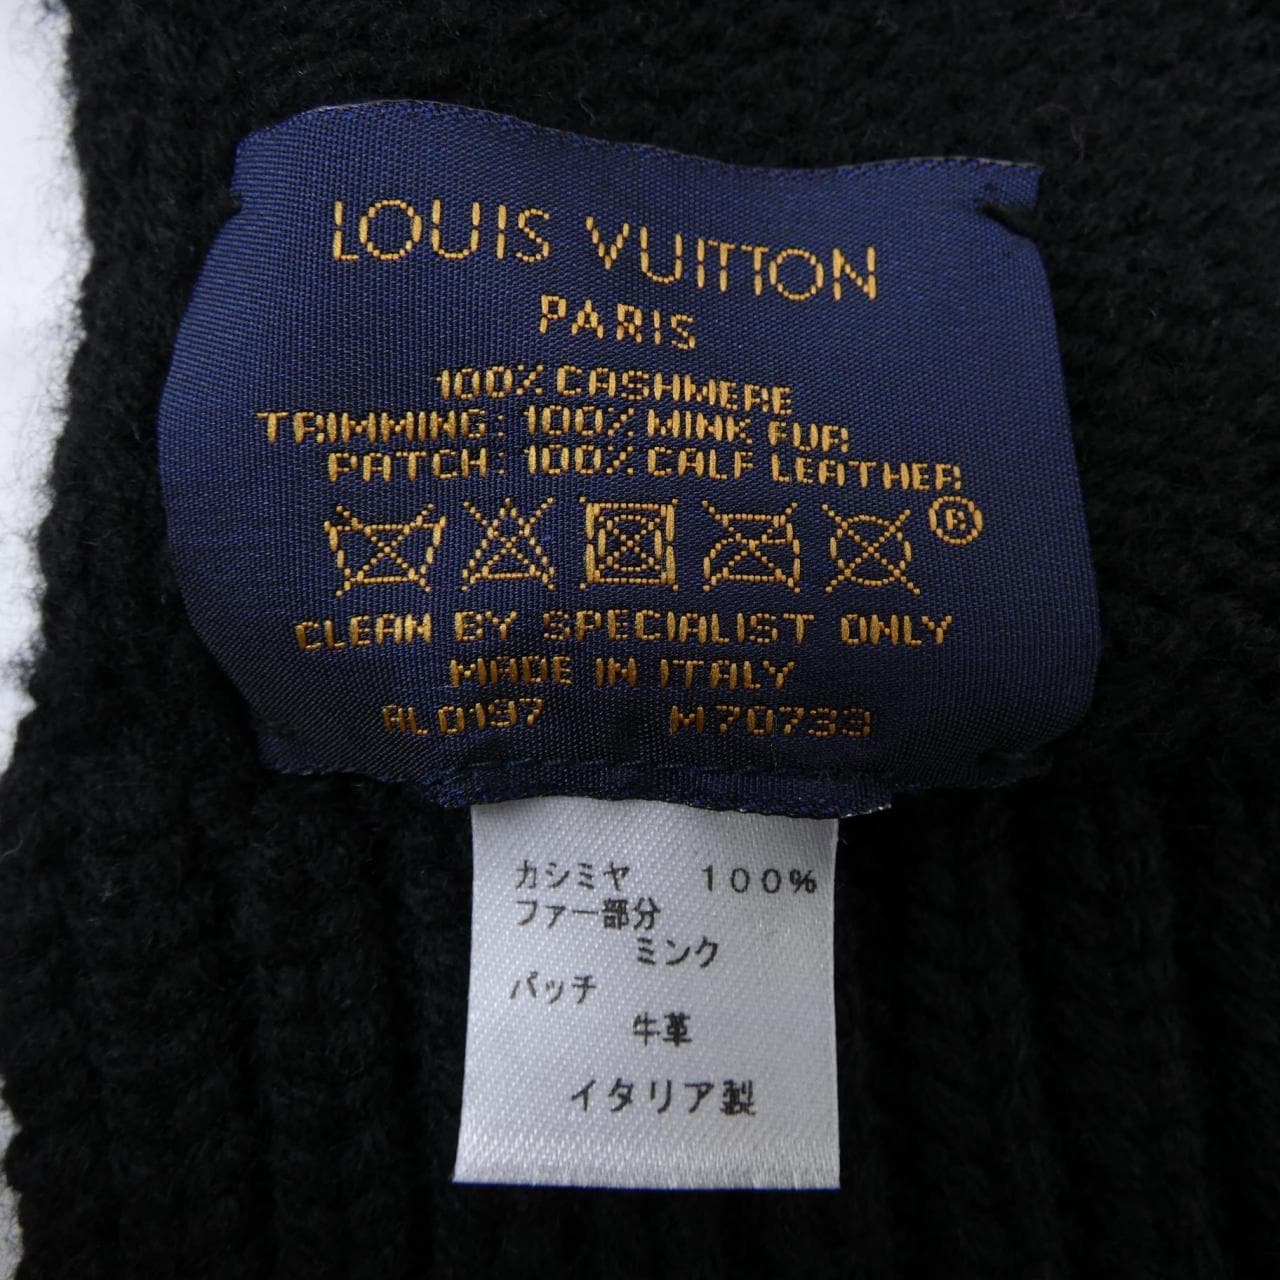 LOUIS VUITTON
PARIS
100% CASHMERE
TRIMMING: 100% MINK FUR
PATCH: 100% CALF LEATHER
®
CLEAN BY SPECIALIST ONLY
MADE IN ITALY
AL0197 M70733
カシミヤ 100%
ファー部分
ミンク
パッチ
牛革
イタリア製